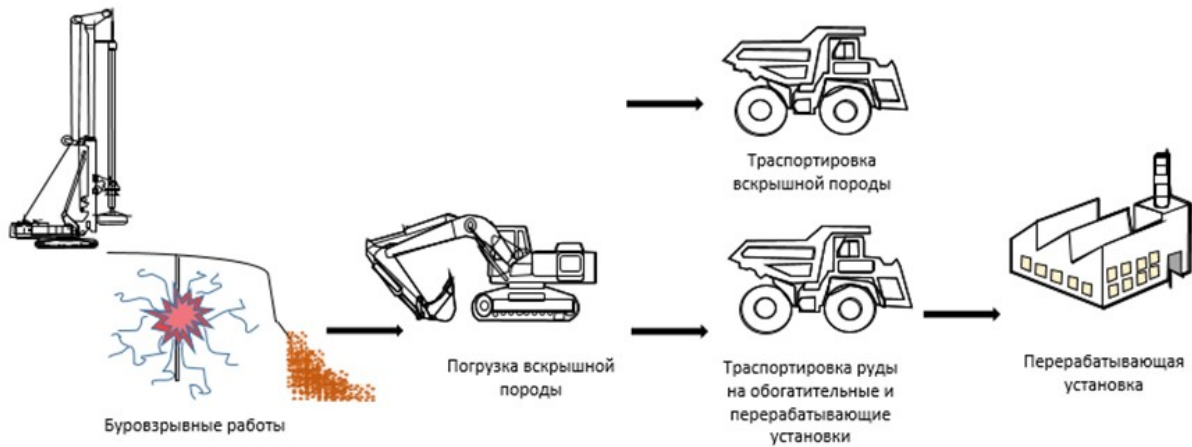 Траспортировка
вскрышной породы
Погрузка вскрышной
породы
Траспортировка руды
на обогатительные и
перерабатывающие
установки
Перерабатывающая
установка
Буровзрывные работы